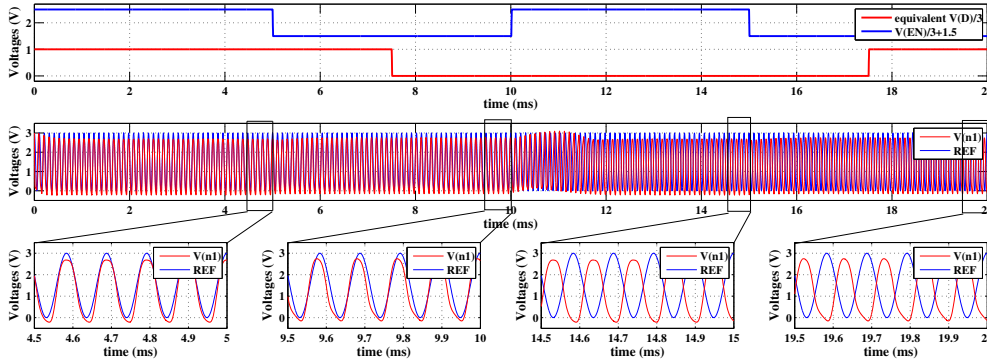 Voltages (V)
2
1
0
equivalent V(D)/3
V(EN)/3+1.5
0 2 4 6 8 10 12 14 16 18 20
time (ms)
Voltages (V)
3
2
1
0
V(n1)
REF
0 2 4 6 8 10 12 14 16 18 20
time (ms)
Voltages (V)
3
2
1
0
V(n1)
REF
4.5 4.6 4.7 4.8 4.9 5
time (ms)
Voltages (V)
3
2
1
0
V(n1)
REF
9.5 9.6 9.7 9.8 9.9 10
time (ms)
Voltages (V)
3
2
1
0
V(n1)
REF
14.5 14.6 14.7 14.8 14.9 15
time (ms)
Voltages (V)
3
2
1
0
V(n1)
REF
19.5 19.6 19.7 19.8 19.9 20
time (ms)